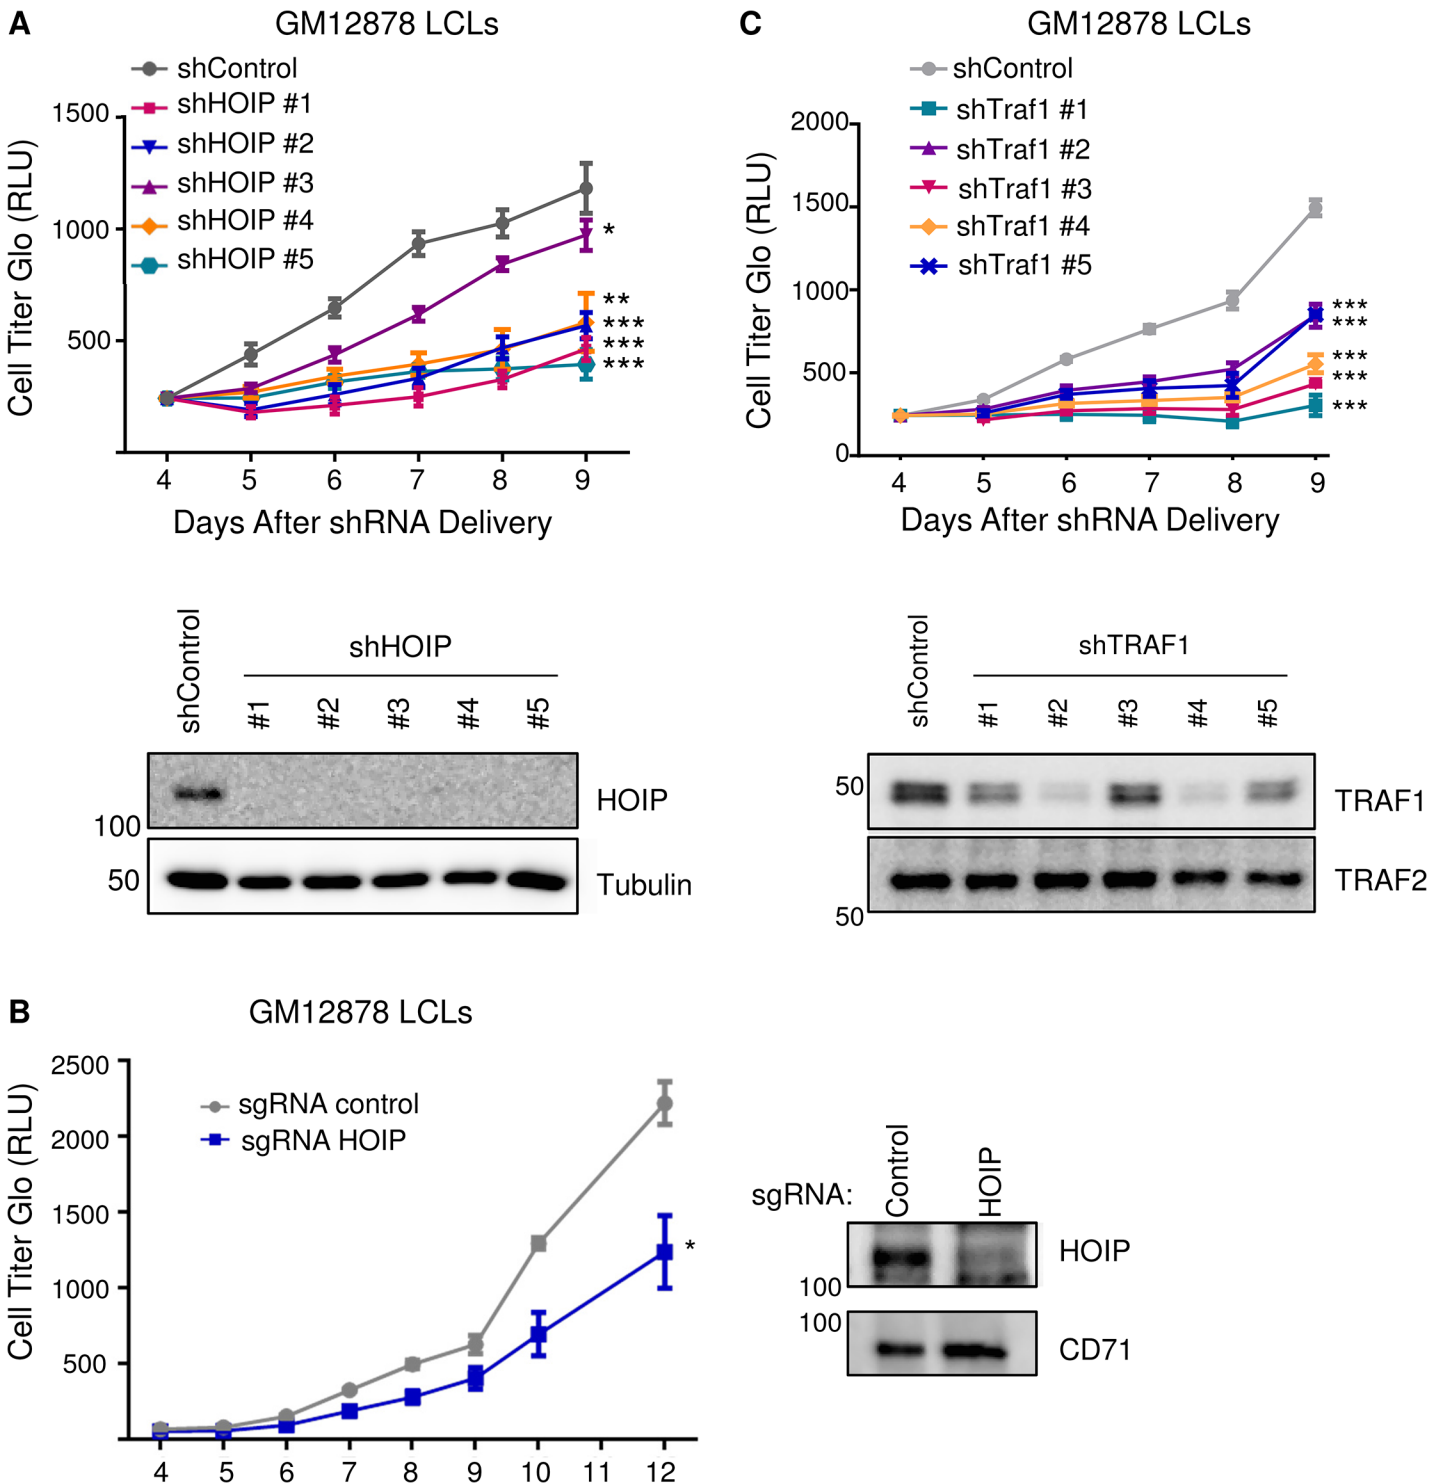 A
GM12878 LCLs
shControl
shHOIP #1
shHOIP #2
shHOIP #3
shHOIP #4
shHOIP #5
Cell Titer Glo (RLU)
1500
1000
500
*
**
***
***
***
4 5 6 7 8 9
Days After shRNA Delivery
shControl
shHOIP
#1 #2 #3 #4 #5
HOIP
100
50
Tubulin
C
GM12878 LCLs
shControl
shTraf1 #1
shTraf1 #2
shTraf1 #3
shTraf1 #4
shTraf1 #5
Cell Titer Glo (RLU)
2000
1500
1000
500
0
***
***
***
***
***
4 5 6 7 8 9
Days After shRNA Delivery
shControl
shTRAF1
#1 #2 #3 #4 #5
50
TRAF1
TRAF2
50
B
GM12878 LCLs
sgRNA control
sgRNA HOIP
Cell Titer Glo (RLU)
2500
2000
1500
1000
500
*
4 5 6 7 8 9 10 11 12
sgRNA:
Control
HOIP
HOIP
100
100
CD71